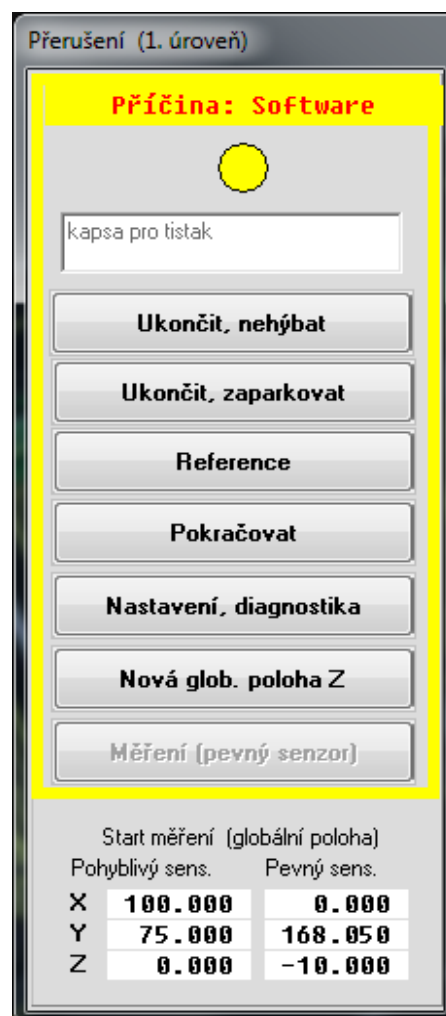 Přerušení (1. úroveň)
Příčina: Software
kapsa pro tistak
Ukončit, nehýbat
Ukončit, zaparkovat
Reference
Pokračovat
Nastavení, diagnostika
Nová glob. poloha Z
Měření (pevný senzor)
Start měření (globální poloha)
Pohyblivý sens. Pevný sens.
X 100.000 0.000
Y 75.000 168.050
Z 0.000 -10.000